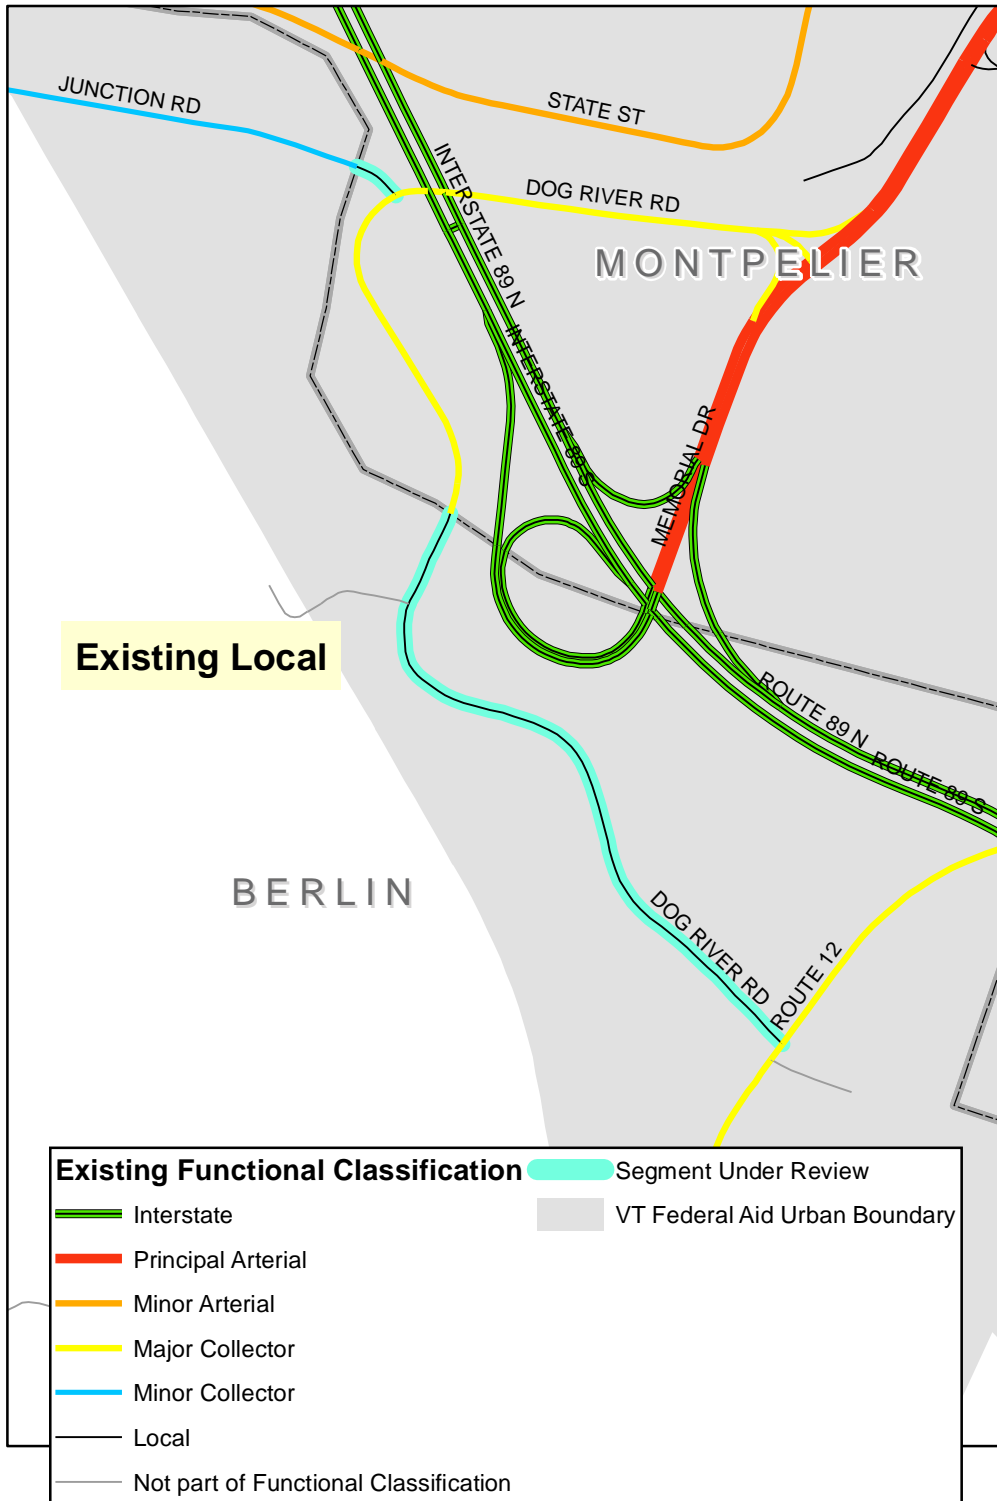 JUNCTION RD
STATE ST
INTERSTATE 89 N
DOG RIVER RD
MONTPELIER
INTERSTATE 89 S
MEMORIAL DR
Existing Local
ROUTE 89 N
ROUTE 89 S
BERLIN
DOG RIVER RD
ROUTE 12
Existing Functional Classification
Segment Under Review
Interstate
VT Federal Aid Urban Boundary
Principal Arterial
Minor Arterial
Major Collector
Minor Collector
Local
Not part of Functional Classification